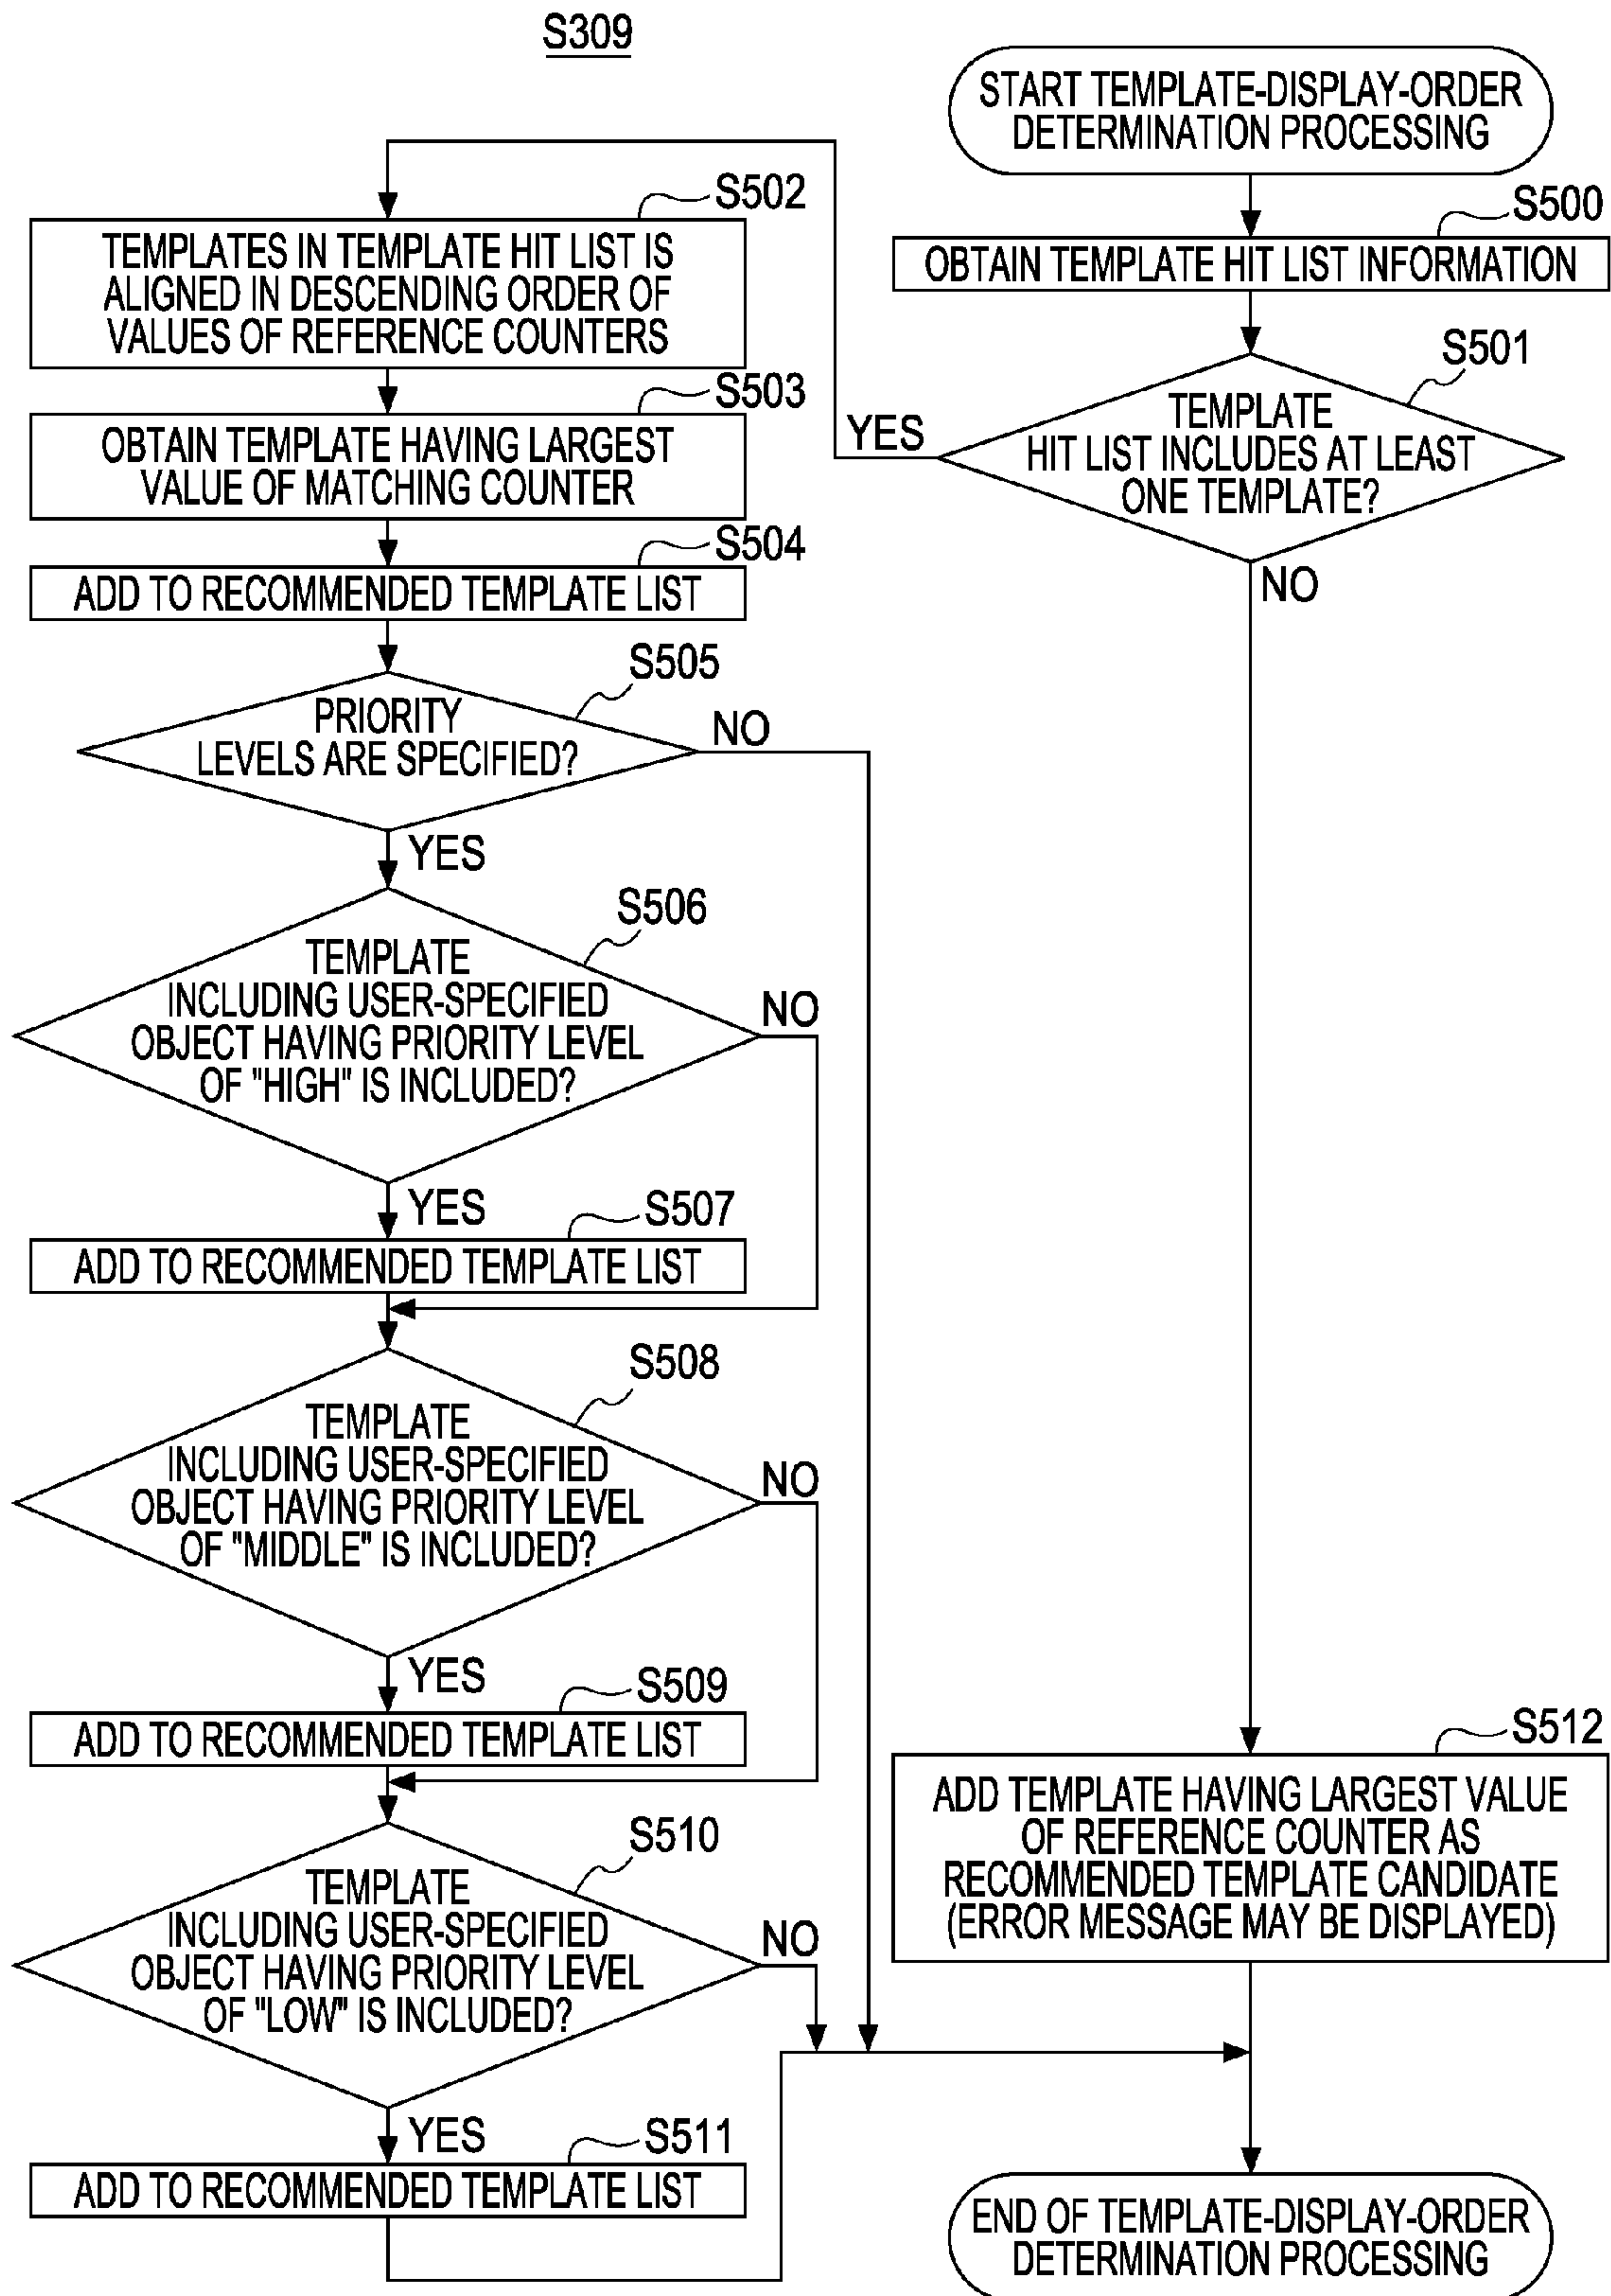 S309
START TEMPLATE-DISPLAY-ORDER
DETERMINATION PROCESSING
S500
OBTAIN TEMPLATE HIT LIST INFORMATION
S501
TEMPLATE
HIT LIST INCLUDES AT LEAST
ONE TEMPLATE?
YES
NO
S502
TEMPLATES IN TEMPLATE HIT LIST IS
ALIGNED IN DESCENDING ORDER OF
VALUES OF REFERENCE COUNTERS
S503
OBTAIN TEMPLATE HAVING LARGEST
VALUE OF MATCHING COUNTER
S504
ADD TO RECOMMENDED TEMPLATE LIST
S505
PRIORITY
LEVELS ARE SPECIFIED?
NO
YES
S506
TEMPLATE
INCLUDING USER-SPECIFIED
OBJECT HAVING PRIORITY LEVEL
OF "HIGH" IS INCLUDED?
NO
YES
S507
ADD TO RECOMMENDED TEMPLATE LIST
S508
TEMPLATE
INCLUDING USER-SPECIFIED
OBJECT HAVING PRIORITY LEVEL
OF "MIDDLE" IS INCLUDED?
NO
YES
S509
ADD TO RECOMMENDED TEMPLATE LIST
S510
TEMPLATE
INCLUDING USER-SPECIFIED
OBJECT HAVING PRIORITY LEVEL
OF "LOW" IS INCLUDED?
NO
YES
S511
ADD TO RECOMMENDED TEMPLATE LIST
S512
ADD TEMPLATE HAVING LARGEST VALUE
OF REFERENCE COUNTER AS
RECOMMENDED TEMPLATE CANDIDATE
(ERROR MESSAGE MAY BE DISPLAYED)
END OF TEMPLATE-DISPLAY-ORDER
DETERMINATION PROCESSING